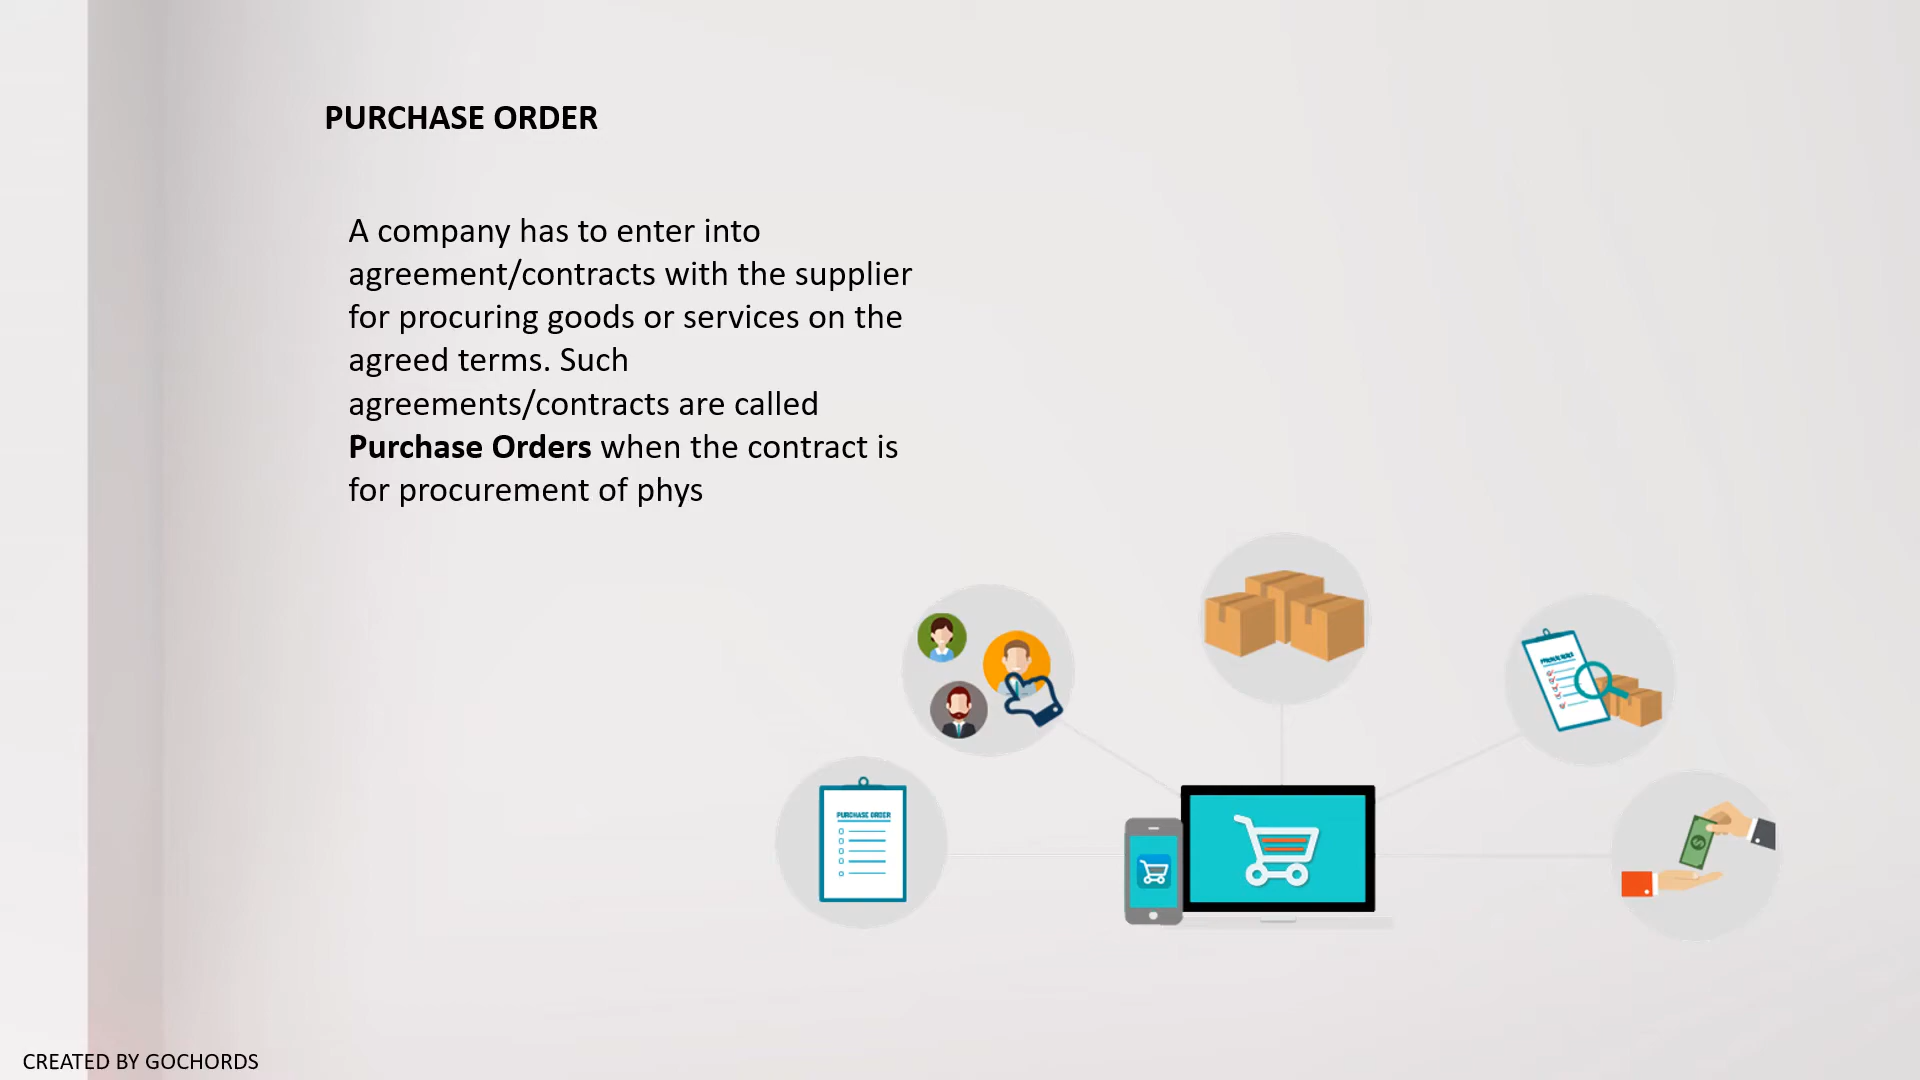 PURCHASE ORDER
A company has to enter into
agreement/contracts with the supplier
for procuring goods or services on the
agreed terms. Such
agreements/contracts are called
Purchase Orders when the contract is
for procurement of phys
PURCHASE ORDER
CREATED BY GOCHORDS